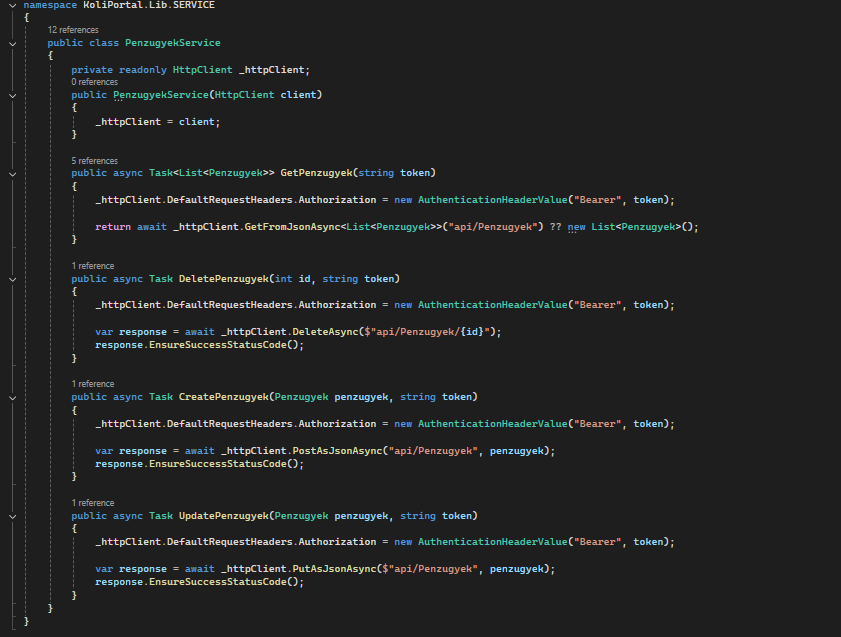 namespace KoliPortal.Lib.SERVICE
{
12 references
public class PenzugyekService
{
private readonly HttpClient _httpClient;
0 references
public PenzugyekService(HttpClient client)
{
_httpClient = client;
}
5 references
public async Task<List<Penzugyek>> GetPenzugyek(string token)
{
_httpClient.DefaultRequestHeaders.Authorization = new AuthenticationHeaderValue("Bearer", token);
return await _httpClient.GetFromJsonAsync<List<Penzugyek>>("api/Penzugyek") ?? new List<Penzugyek>();
}
1 reference
public async Task DeletePenzugyek(int id, string token)
{
_httpClient.DefaultRequestHeaders.Authorization = new AuthenticationHeaderValue("Bearer", token);
var response = await _httpClient.DeleteAsync($"api/Penzugyek/{id}");
response.EnsureSuccessStatusCode();
}
1 reference
public async Task CreatePenzugyek(Penzugyek penzugyek, string token)
{
_httpClient.DefaultRequestHeaders.Authorization = new AuthenticationHeaderValue("Bearer", token);
var response = await _httpClient.PostAsJsonAsync("api/Penzugyek", penzugyek);
response.EnsureSuccessStatusCode();
}
1 reference
public async Task UpdatePenzugyek(Penzugyek penzugyek, string token)
{
_httpClient.DefaultRequestHeaders.Authorization = new AuthenticationHeaderValue("Bearer", token);
var response = await _httpClient.PutAsJsonAsync($"api/Penzugyek", penzugyek);
response.EnsureSuccessStatusCode();
}
}
}